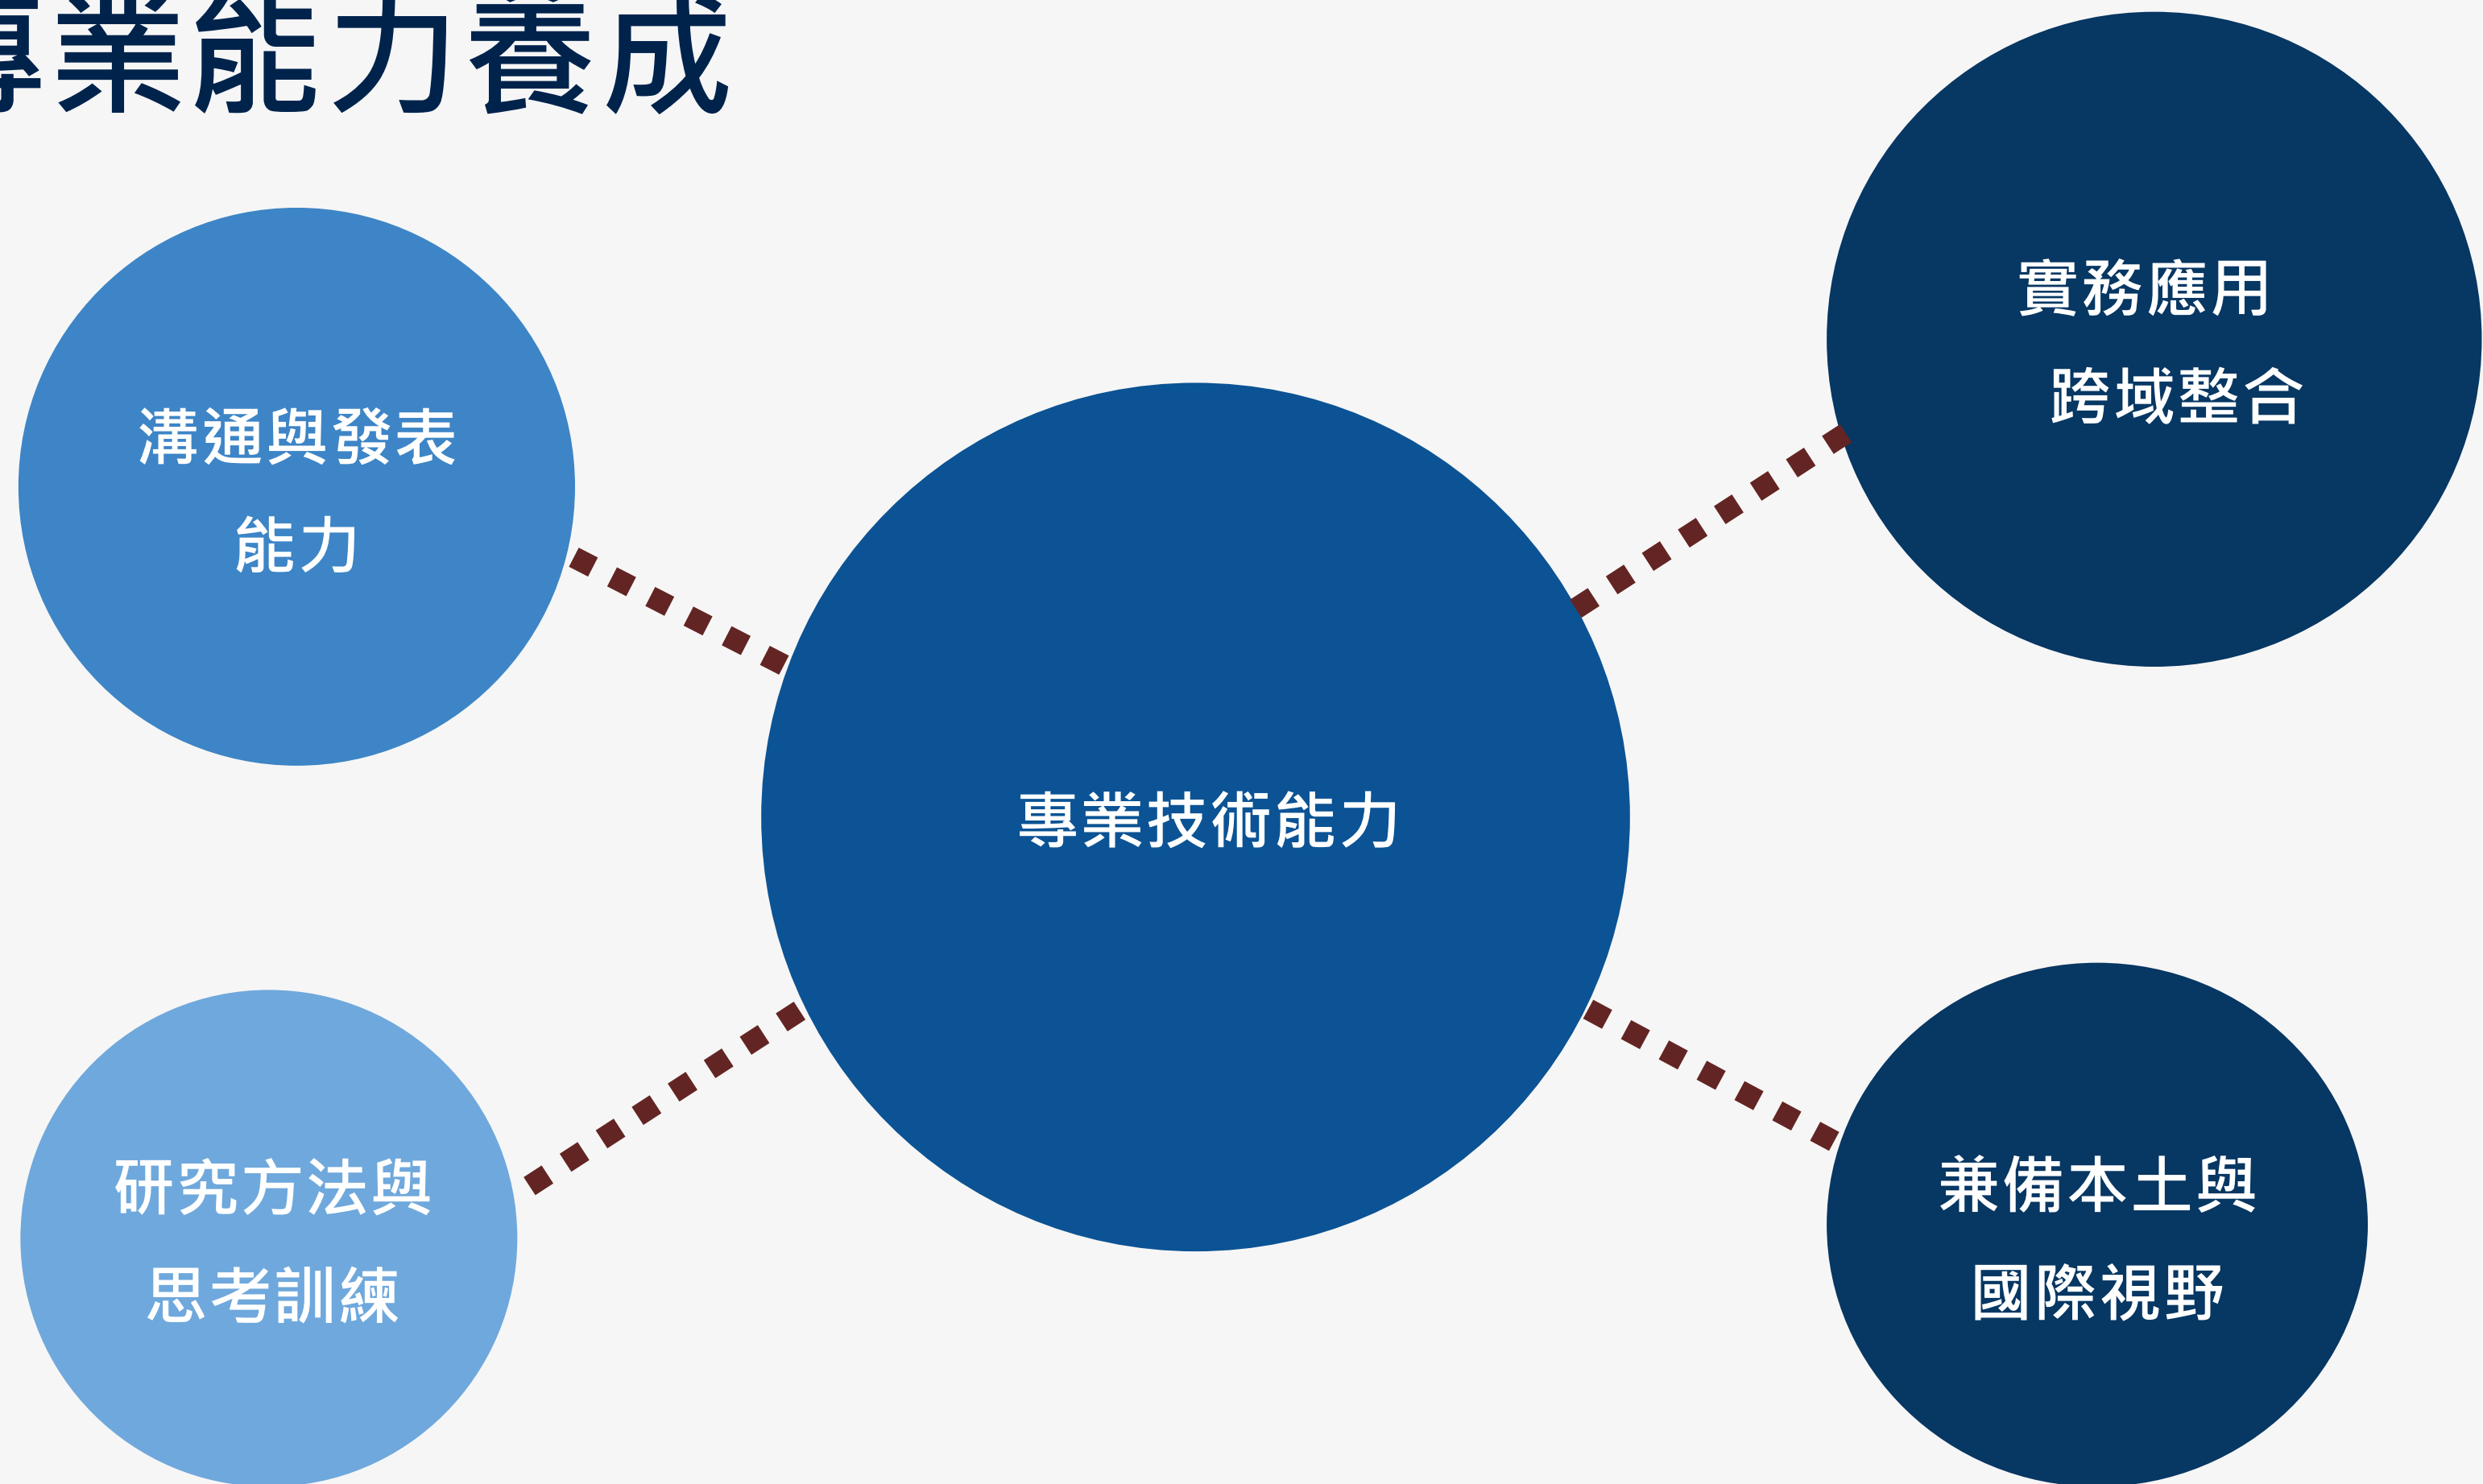 專業能力養成
溝通與發表
能力
實務應用
跨域整合
專業技術能力
研究方法與
思考訓練
兼備本土與
國際視野